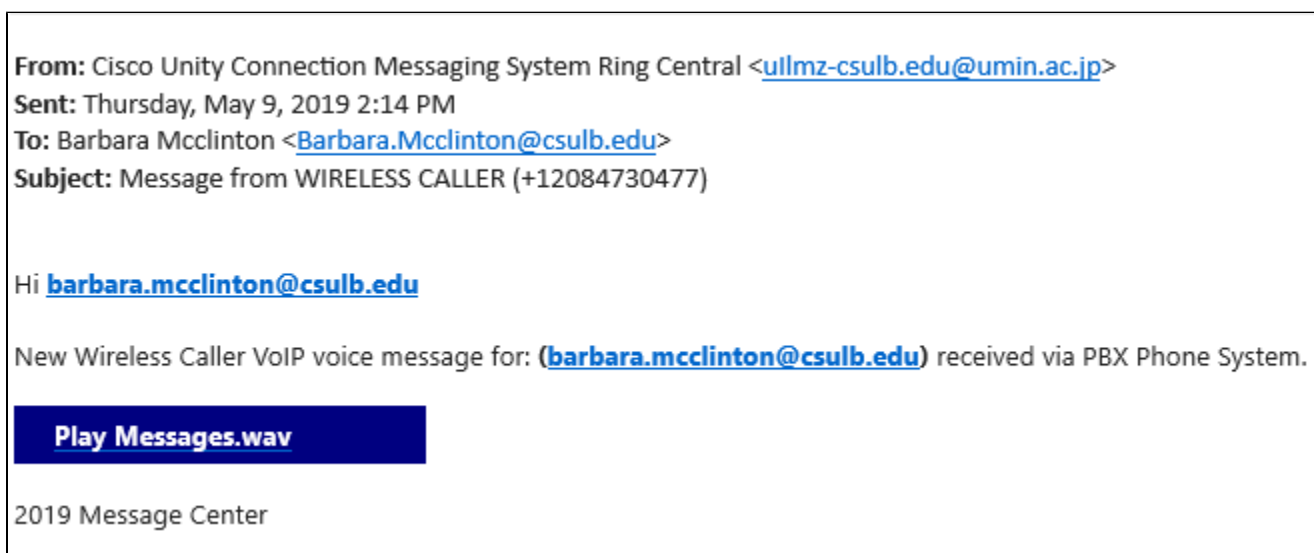 From: Cisco Unity Connection Messaging System Ring Central <uIlmz-csulb.edu@umin.ac.jp>
Sent: Thursday, May 9, 2019 2:14 PM
To: Barbara Mcclinton <Barbara.Mcclinton@csulb.edu>
Subject: Message from WIRELESS CALLER (+12084730477)
Hi barbara.mcclinton@csulb.edu
New Wireless Caller VoIP voice message for: (barbara.mcclinton@csulb.edu) received via PBX Phone System.
Play Messages.wav
2019 Message Center